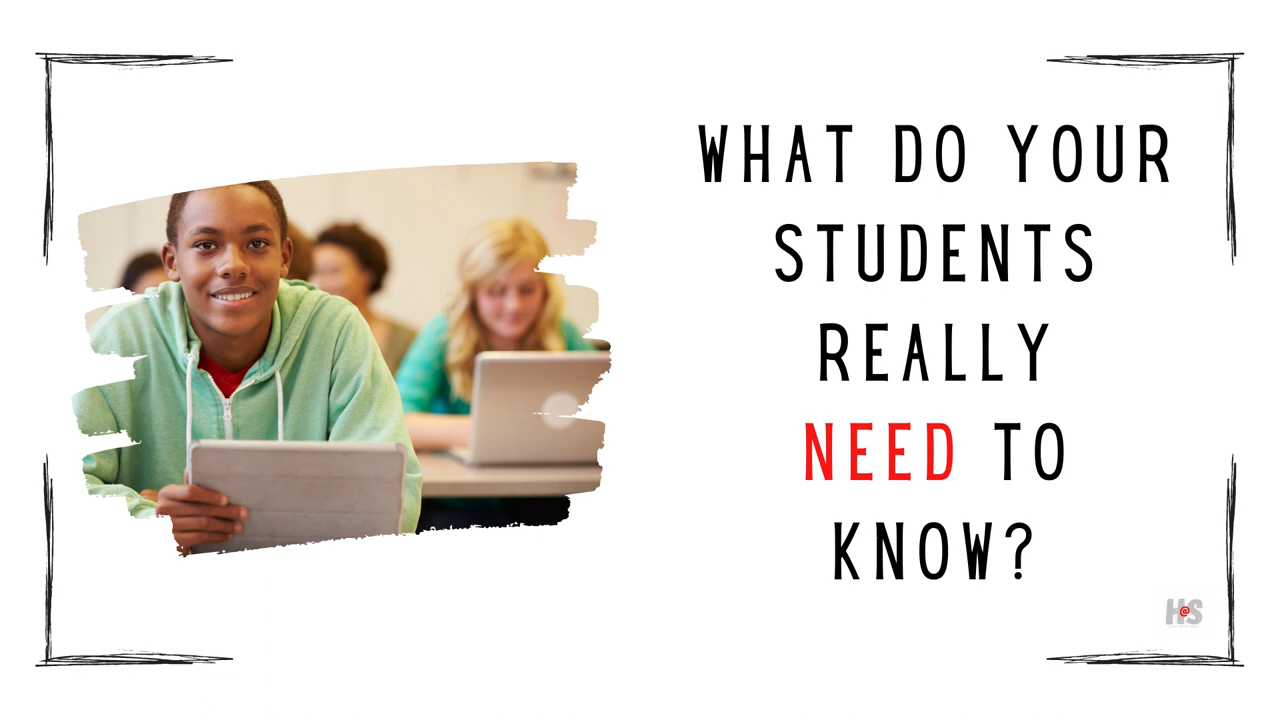 WHAT DO YOUR
STUDENTS
REALLY
NEED TO
KNOW?
H@S